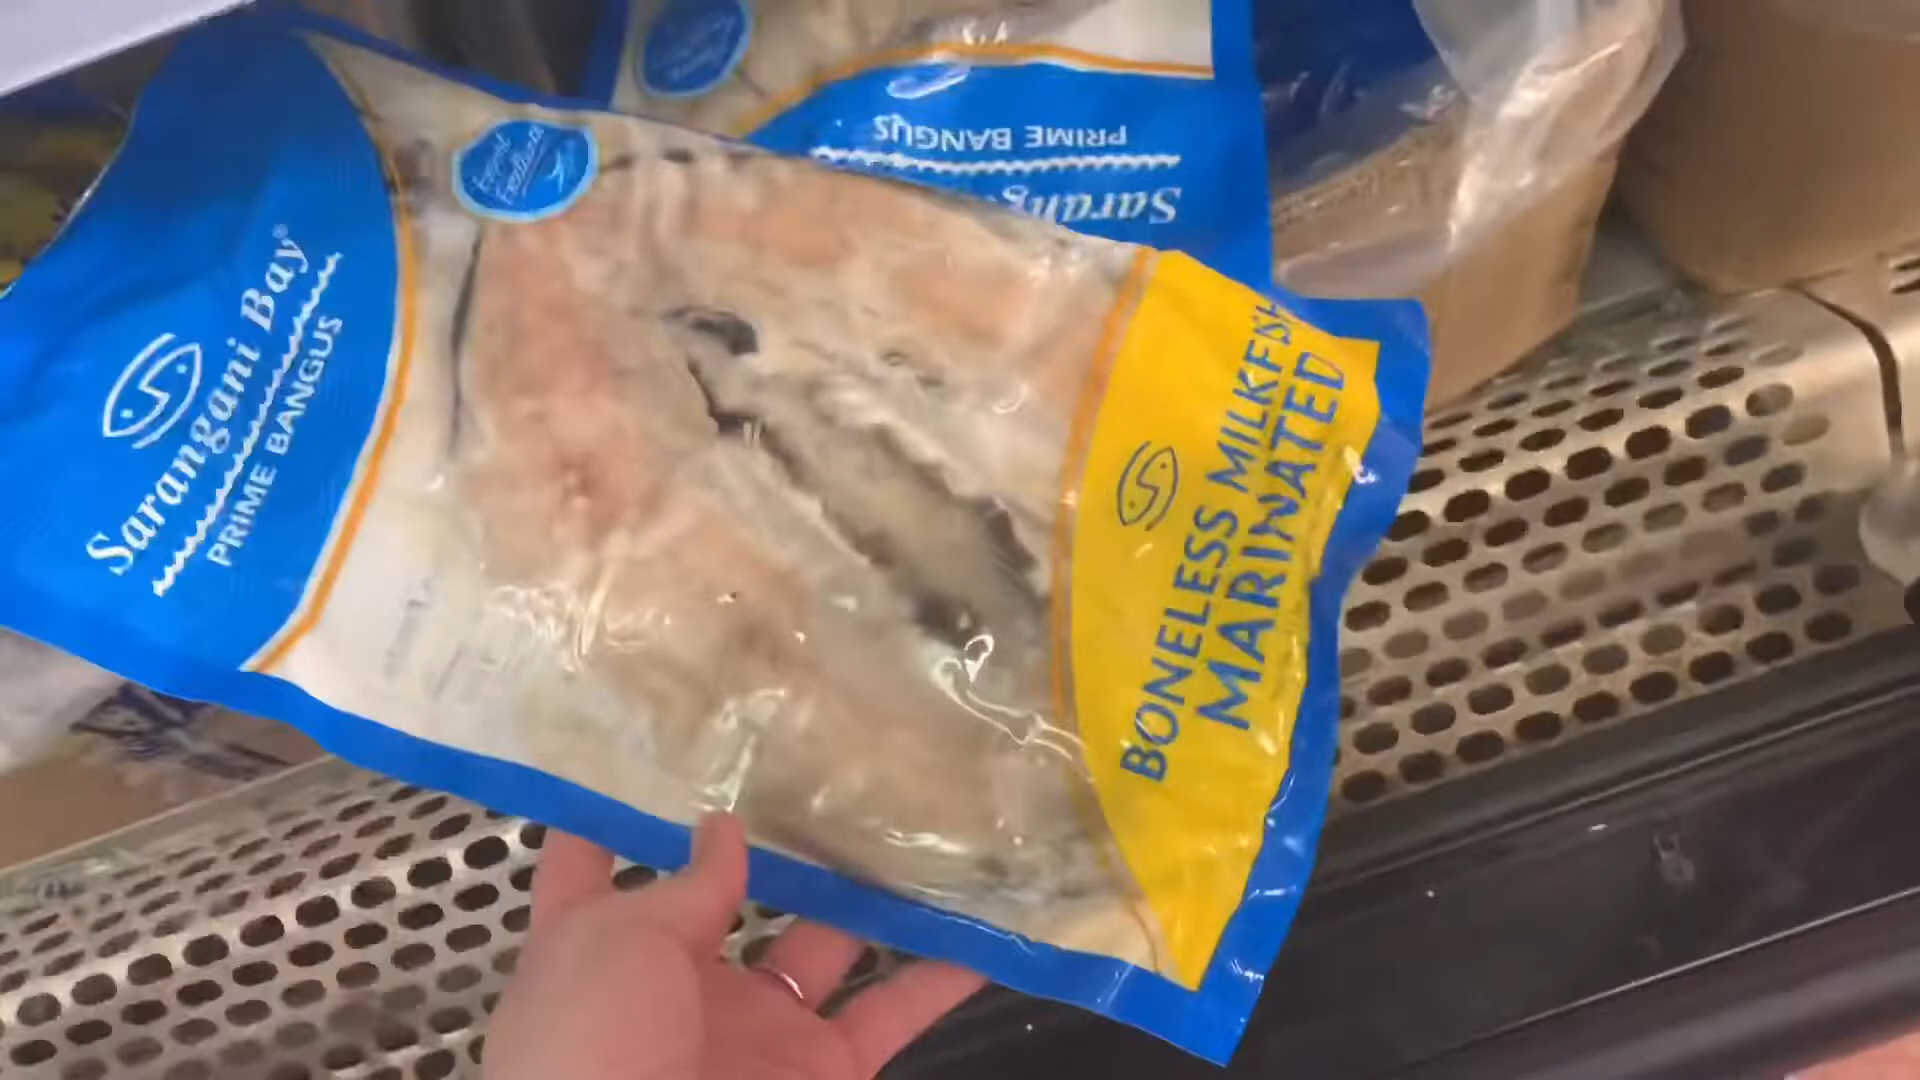 Sarangani Bay®
PRIME BANGUS
BONELESS MILKFISH
MARINATED
PRIME BANGUS